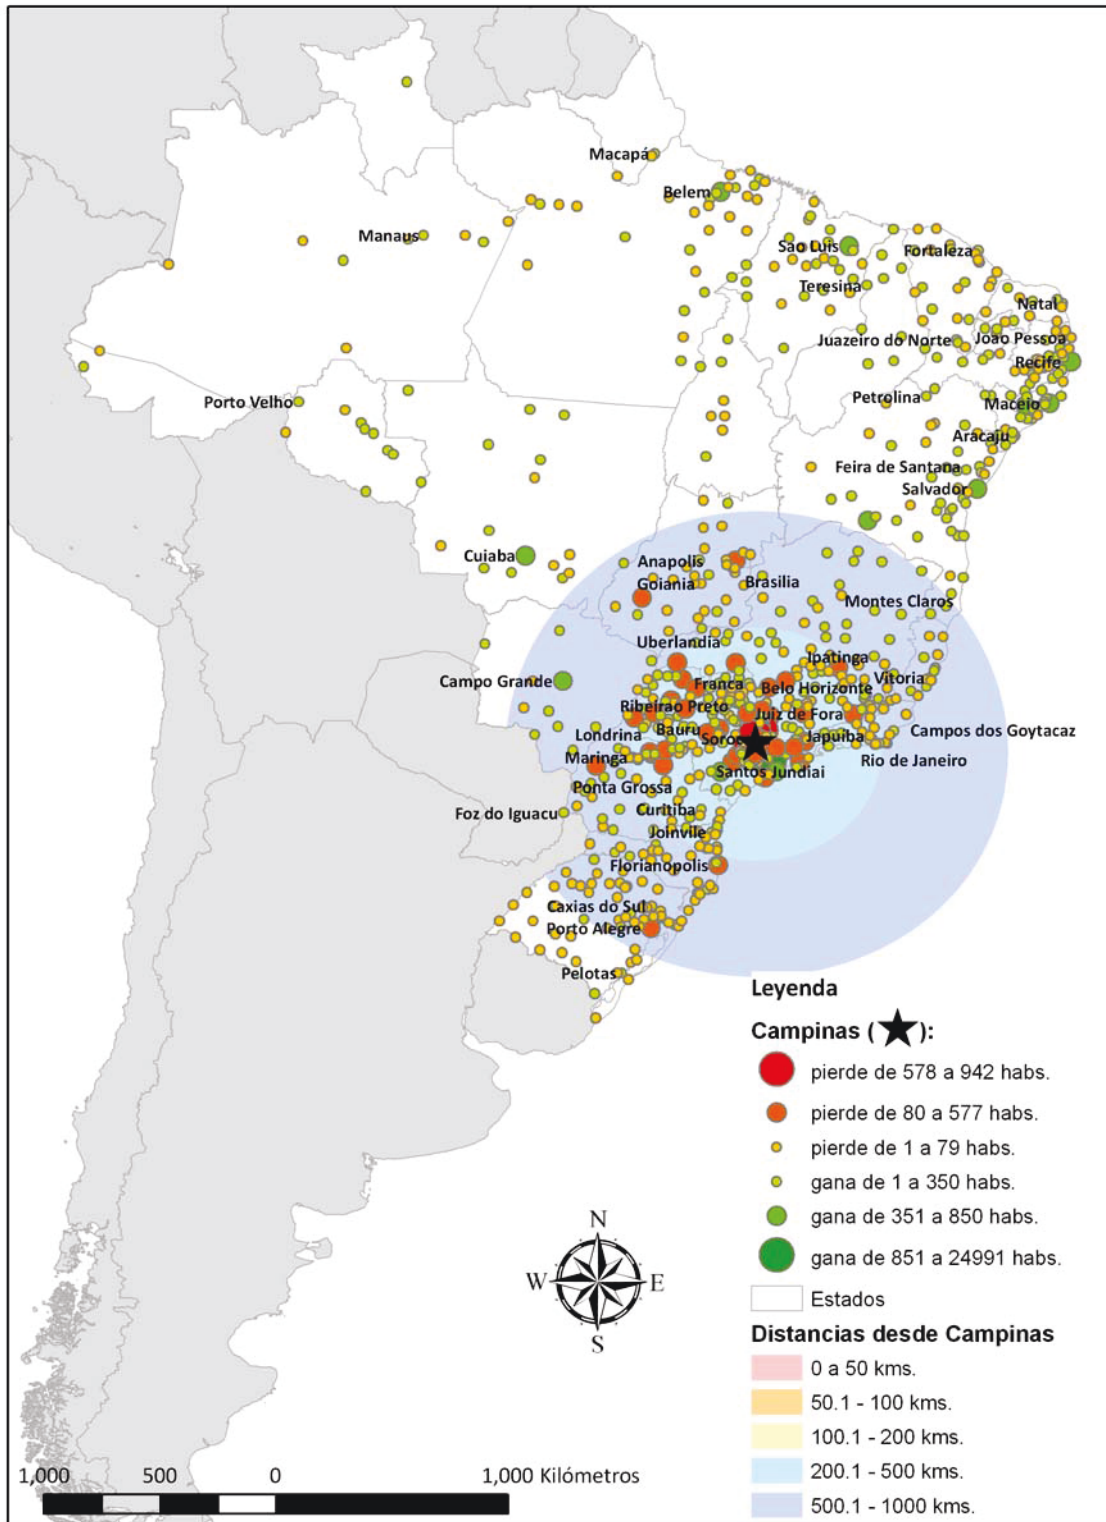 Macapá
Belem
Manaus
Sao Luis
Fortaleza
Teresina
Natal
Juazeiro do Norte
Joao Pessoa
Recife
Porto Velho
Petrolina
Maceio
Aracaju
Feira de Santana
Salvador
Cuiaba
Anapolis
Brasilia
Goiania
Montes Claros
Uberlandia
Ipatinga
Campo Grande
Franca
Belo Horizonte
Vitoria
Ribeirao Preto
Juiz de Fora
Londrina
Bauru
Soroc
Japuiba
Campos dos Goytacaz
Maringa
Santos
Jundiai
Rio de Janeiro
Ponta Grossa
Foz do Iguacu
Curitiba
Joinvile
Florianopolis
Caxias do Sul
Porto Alegre
Pelotas
Leyenda
Campinas (★):
pierde de 578 a 942 habs.
pierde de 80 a 577 habs.
pierde de 1 a 79 habs.
gana de 1 a 350 habs.
gana de 351 a 850 habs.
gana de 851 a 24991 habs.
Estados
Distancias desde Campinas
0 a 50 kms.
50.1 - 100 kms.
100.1 - 200 kms.
200.1 - 500 kms.
500.1 - 1000 kms.
N
W E
S
1,000 500 0 1,000 Kilómetros